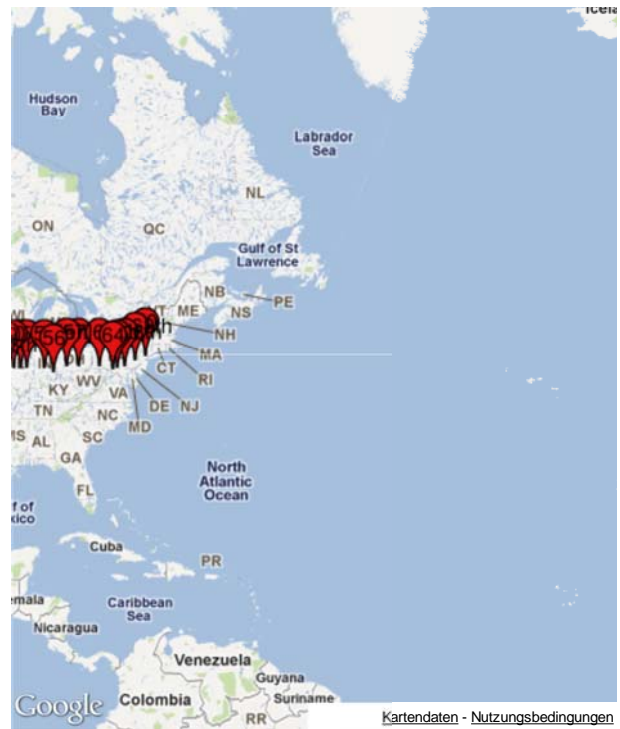 Hudson
Bay
Labrador
Sea
NL
ON
QC
Gulf of St
Lawrence
NB
PE
ME
NS
NH
MA
CT
RI
56
64
KY
WV
VA
DE
NJ
TN
NC
MD
AL
SC
GA
North
Atlantic
Ocean
FL
Cuba
PR
Caribbean
Sea
Nicaragua
Venezuela
Guyana
Colombia
Suriname
RR
Google
Kartendaten - Nutzungsbedingungen